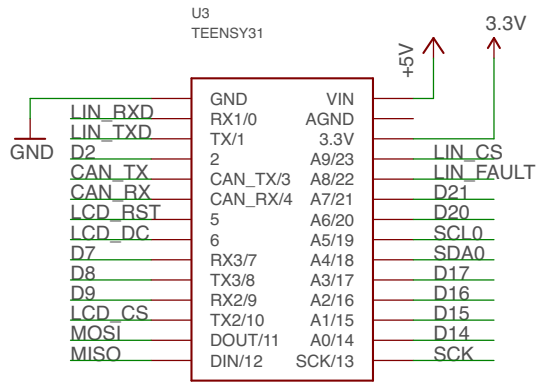 U3
TEENSY31
+5V
3.3V
GND
GND VIN
LIN_RXD RX1/0 AGND
LIN_TXD TX/1 3.3V
D2 2 A9/23 LIN_CS
CAN_TX CAN_TX/3 A8/22 LIN_FAULT
CAN_RX CAN_RX/4 A7/21 D21
LCD_RST 5 A6/20 D20
LCD_DC 6 A5/19 SCL0
D7 RX3/7 A4/18 SDA0
D8 TX3/8 A3/17 D17
D9 RX2/9 A2/16 D16
LCD_CS TX2/10 A1/15 D15
MOSI DOUT/11 A0/14 D14
MISO DIN/12 SCK/13 SCK